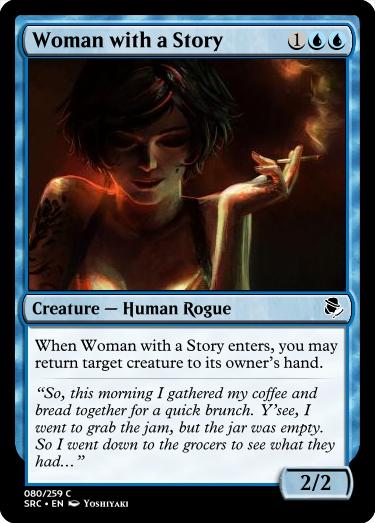 Woman with a Story 1
Creature — Human Rogue
When Woman with a Story enters, you may
return target creature to its owner's hand.
"So, this morning I gathered my coffee and
bread together for a quick brunch. Y'see, I
went to grab the jam, but the jar was empty.
So I went down to the grocers to see what they
had…"
2/2
080/259 C
SRC • EN Yoshiyaki